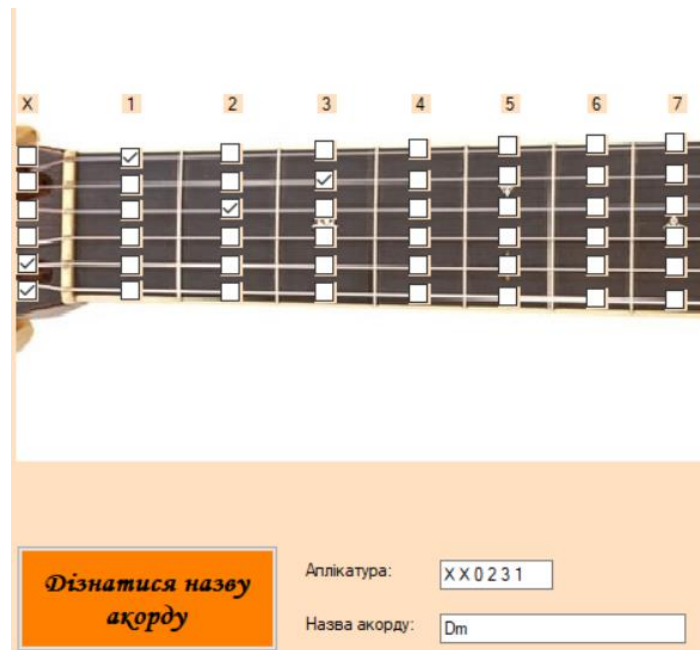 X 1 2 3 4 5 6 7
Дізнатися назву
акорду
Аплікатура: X X 0 2 3 1
Назва акорду: Dm